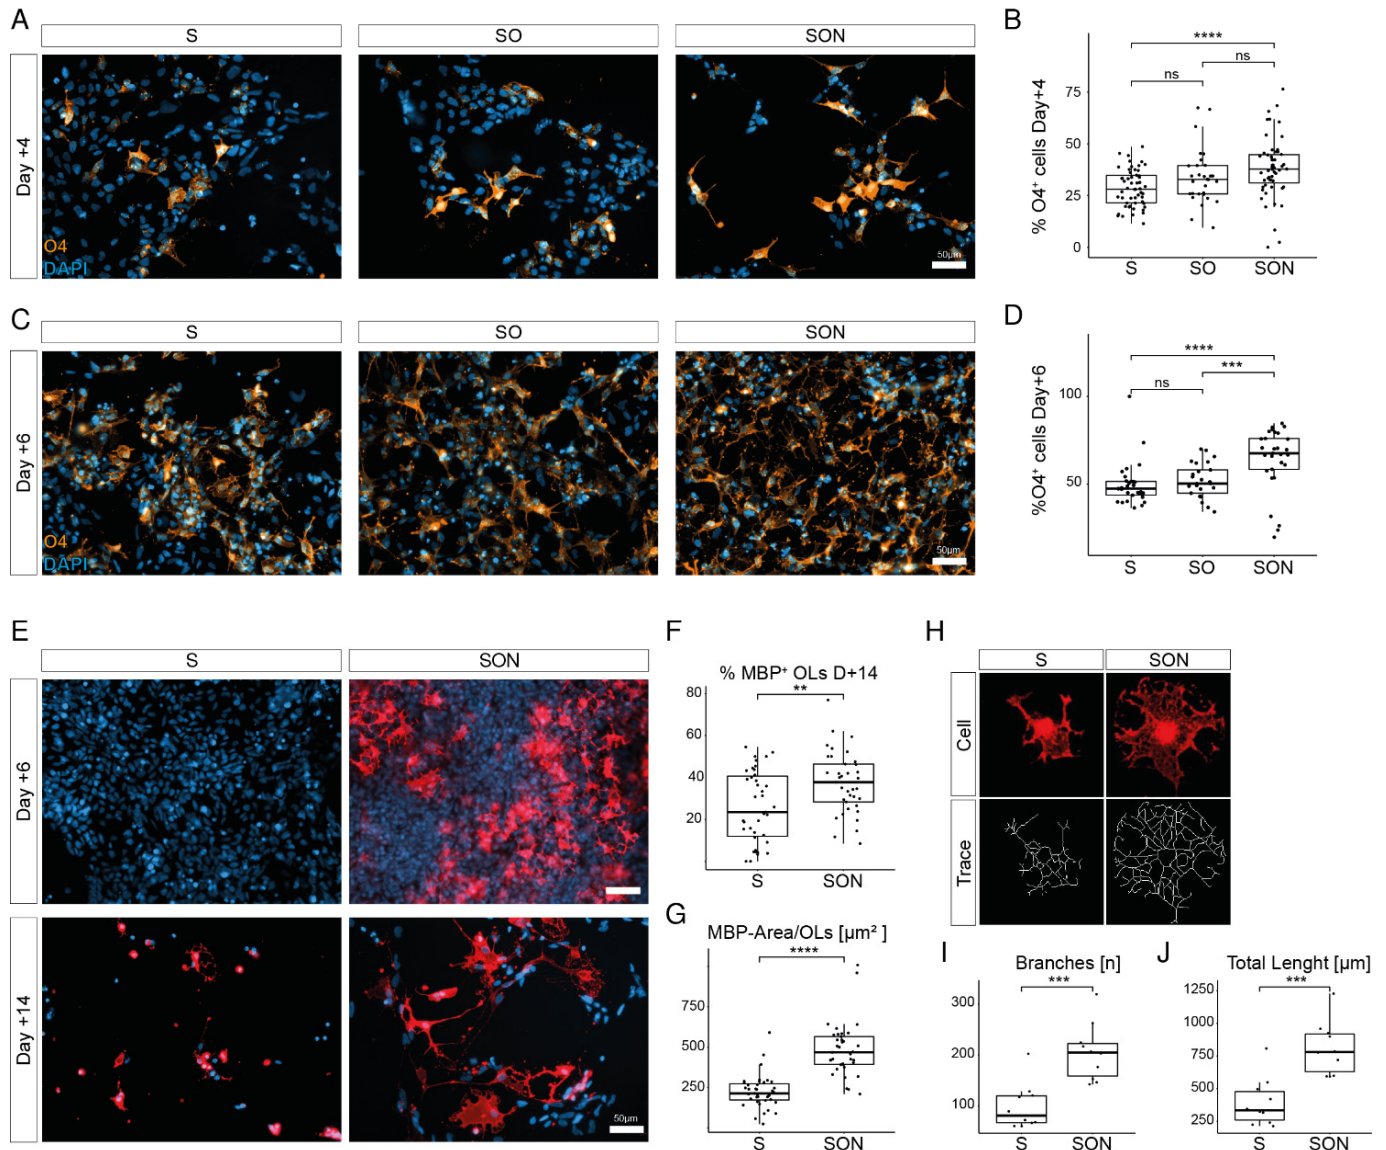 A
S
SO
SON
Day +4
O4
DAPI
50µm
B
% O4⁺ cells Day+4
****
ns
ns
75
50
25
0
S
SO
SON
C
S
SO
SON
Day +6
O4
DAPI
50µm
D
%O4⁺ cells Day+6
****
***
ns
100
50
S
SO
SON
E
S
SON
Day +6
Day +14
50µm
F
% MBP⁺ OLs D+14
**
80
60
40
20
S
SON
G
MBP-Area/OLs [µm² ]
****
750
500
250
S
SON
H
S
SON
Cell
Trace
I
Branches [n]
***
300
200
100
S
SON
J
Total Lenght [µm]
***
1250
1000
750
500
250
S
SON